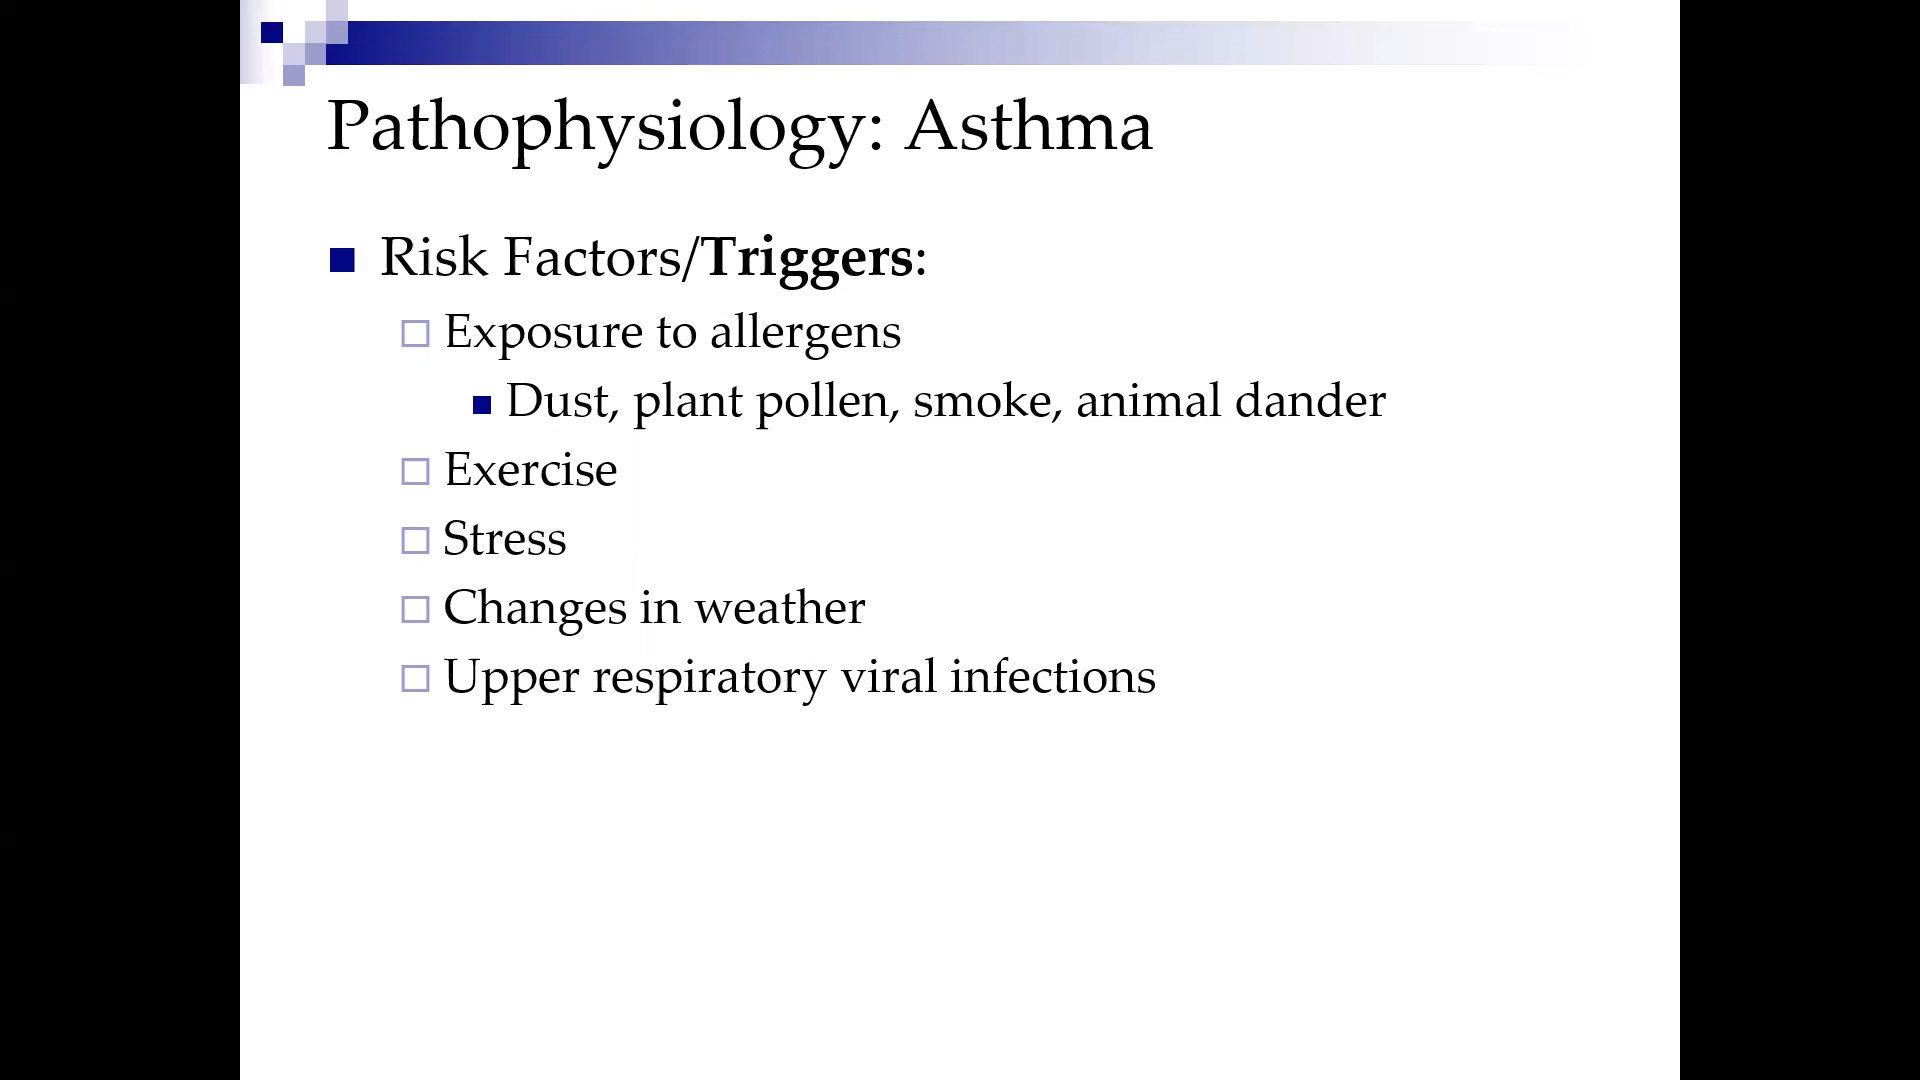 Pathophysiology: Asthma
Risk Factors/Triggers:
Exposure to allergens
Dust, plant pollen, smoke, animal dander
Exercise
Stress
Changes in weather
Upper respiratory viral infections